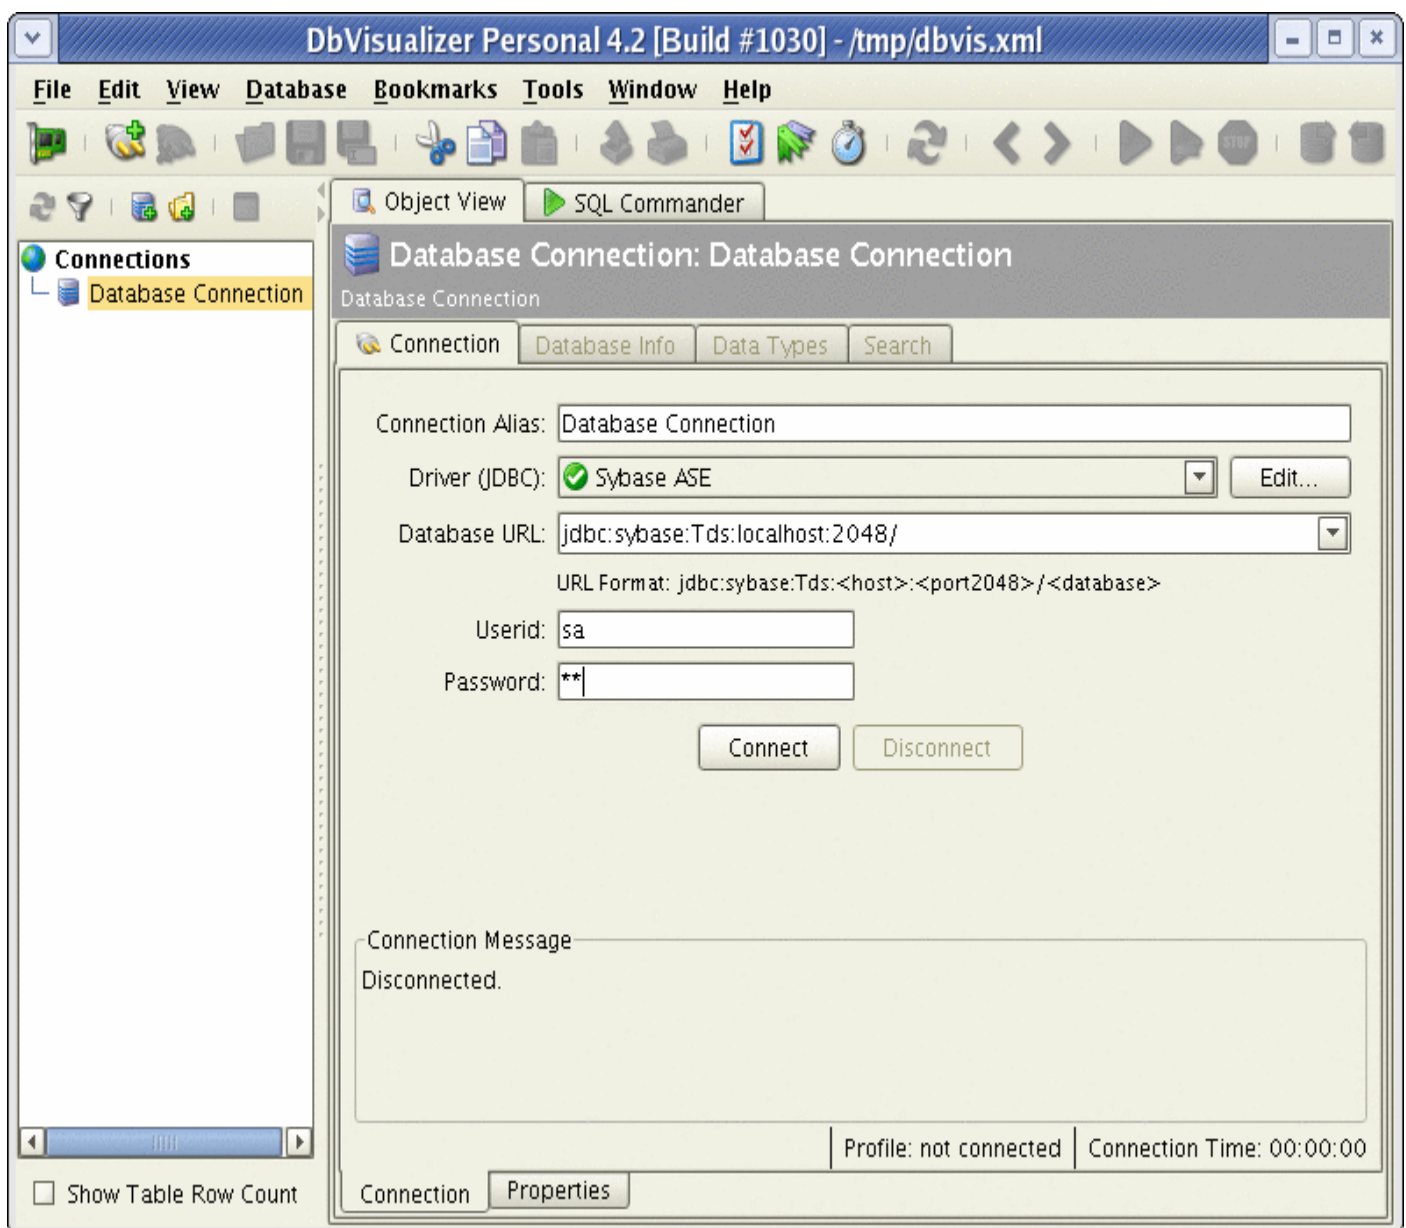 DbVisualizer Personal 4.2 [Build #1030] - /tmp/dbvis.xml
File Edit View Database Bookmarks Tools Window Help
STOP
Object View SQL Commander
Connections
Database Connection
Database Connection: Database Connection
Database Connection
Connection Database Info Data Types Search
Connection Alias: Database Connection
Driver (JDBC): Sybase ASE Edit...
Database URL: jdbc:sybase:Tds:localhost:2048/
URL Format: jdbc:sybase:Tds:<host>:<port2048>/<database>
Userid: sa
Password: **
Connect Disconnect
Connection Message
Disconnected.
Profile: not connected Connection Time: 00:00:00
Show Table Row Count
Connection Properties